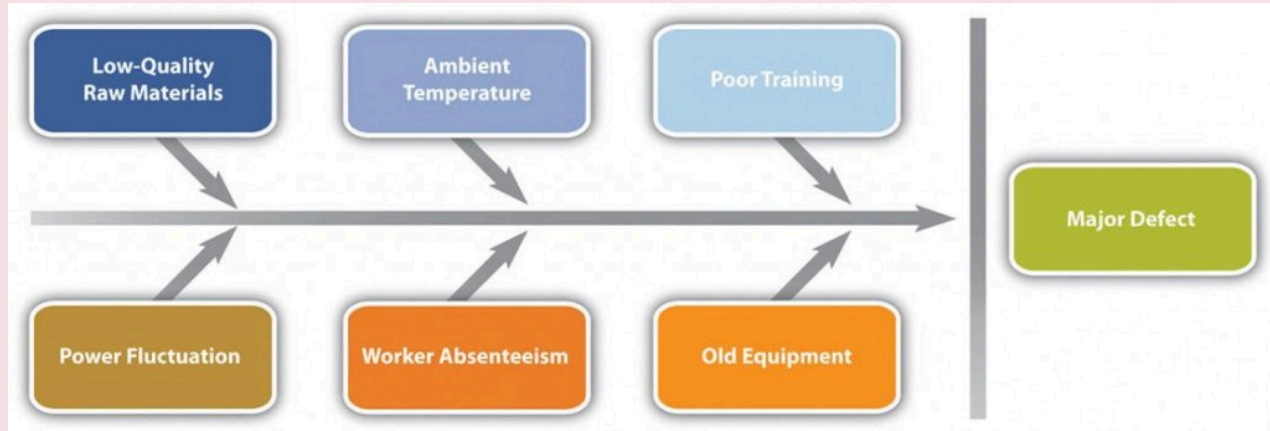 Low-Quality
Raw Materials
Ambient
Temperature
Poor Training
Major Defect
Power Fluctuation
Worker Absenteeism
Old Equipment